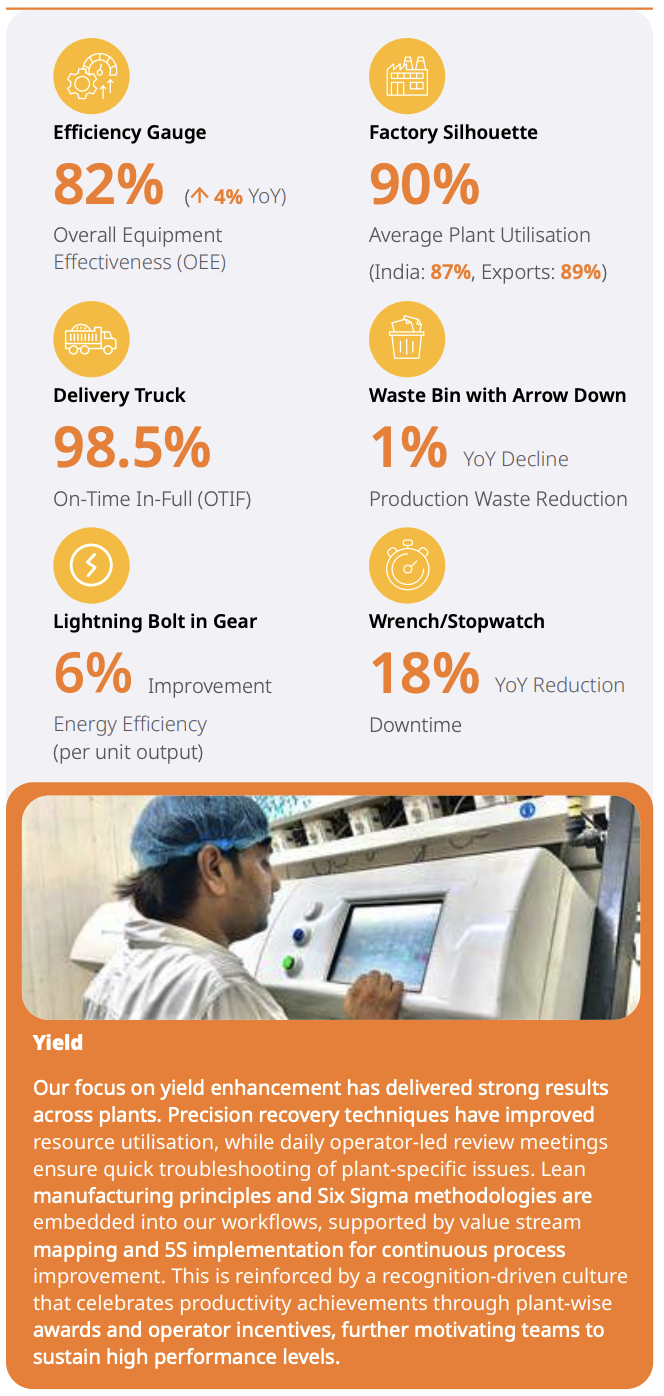 Efficiency Gauge
82% (↑ 4% YoY)
Overall Equipment
Effectiveness (OEE)
Factory Silhouette
90%
Average Plant Utilisation
(India: 87%, Exports: 89%)
Delivery Truck
98.5%
On-Time In-Full (OTIF)
Waste Bin with Arrow Down
1% YoY Decline
Production Waste Reduction
Lightning Bolt in Gear
6% Improvement
Energy Efficiency
(per unit output)
Wrench/Stopwatch
18% YoY Reduction
Downtime
Yield
Our focus on yield enhancement has delivered strong results
across plants. Precision recovery techniques have improved
resource utilisation, while daily operator-led review meetings
ensure quick troubleshooting of plant-specific issues. Lean
manufacturing principles and Six Sigma methodologies are
embedded into our workflows, supported by value stream
mapping and 5S implementation for continuous process
improvement. This is reinforced by a recognition-driven culture
that celebrates productivity achievements through plant-wise
awards and operator incentives, further motivating teams to
sustain high performance levels.